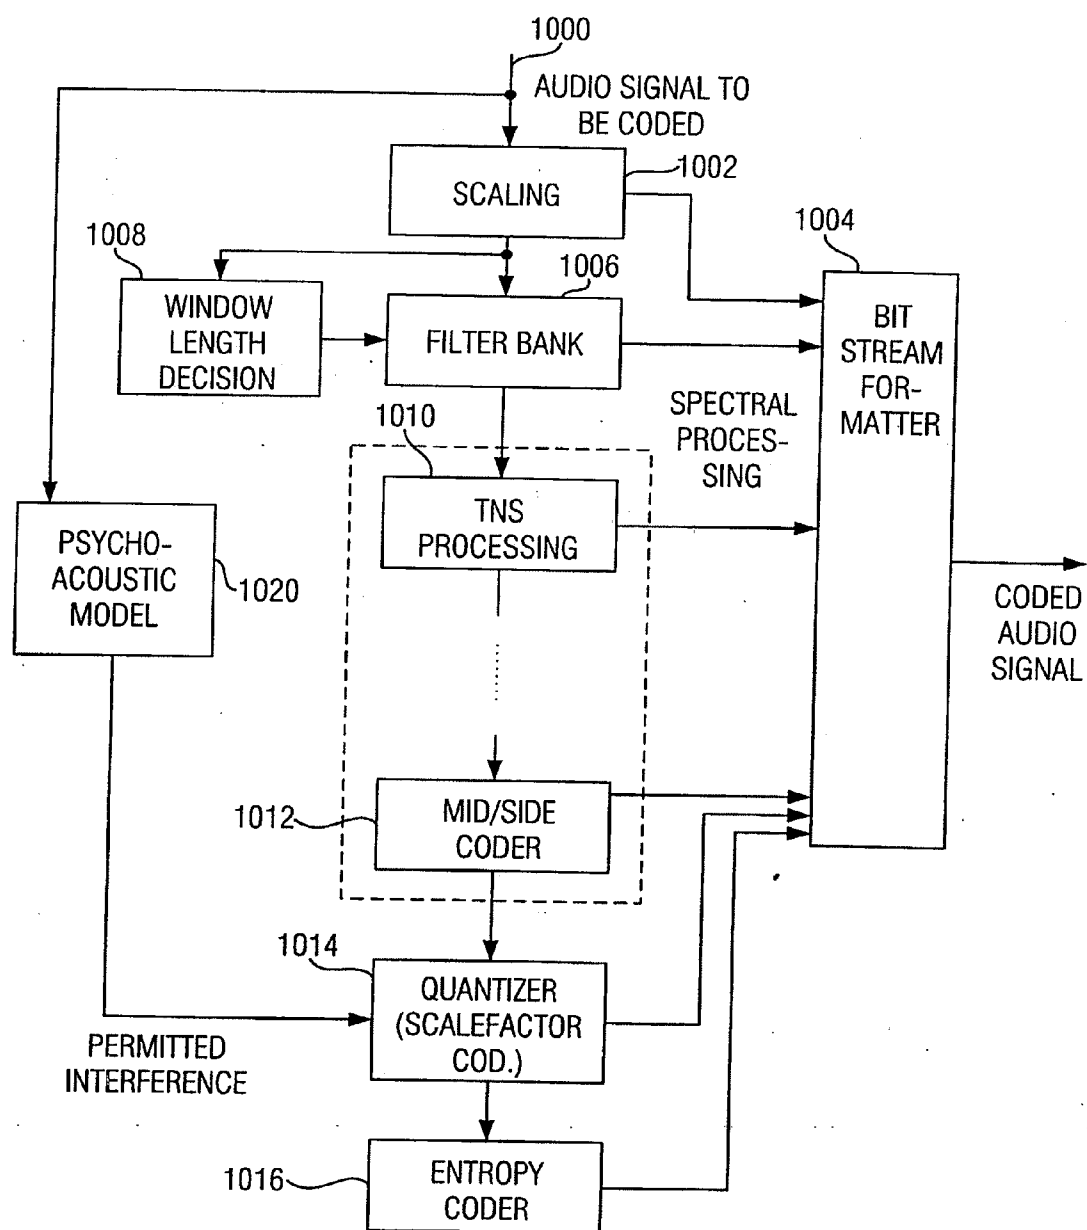 1000
AUDIO SIGNAL TO
BE CODED
SCALING
1002
1004
1008
1006
WINDOW
LENGTH
DECISION
FILTER BANK
BIT
STREAM
FOR-
MATTER
SPECTRAL
PROCES-
SING
1010
TNS
PROCESSING
PSYCHO-
ACOUSTIC
MODEL
1020
CODED
AUDIO
SIGNAL
1012
MID/SIDE
CODER
1014
QUANTIZER
(SCALEFACTOR
COD.)
PERMITTED
INTERFERENCE
1016
ENTROPY
CODER